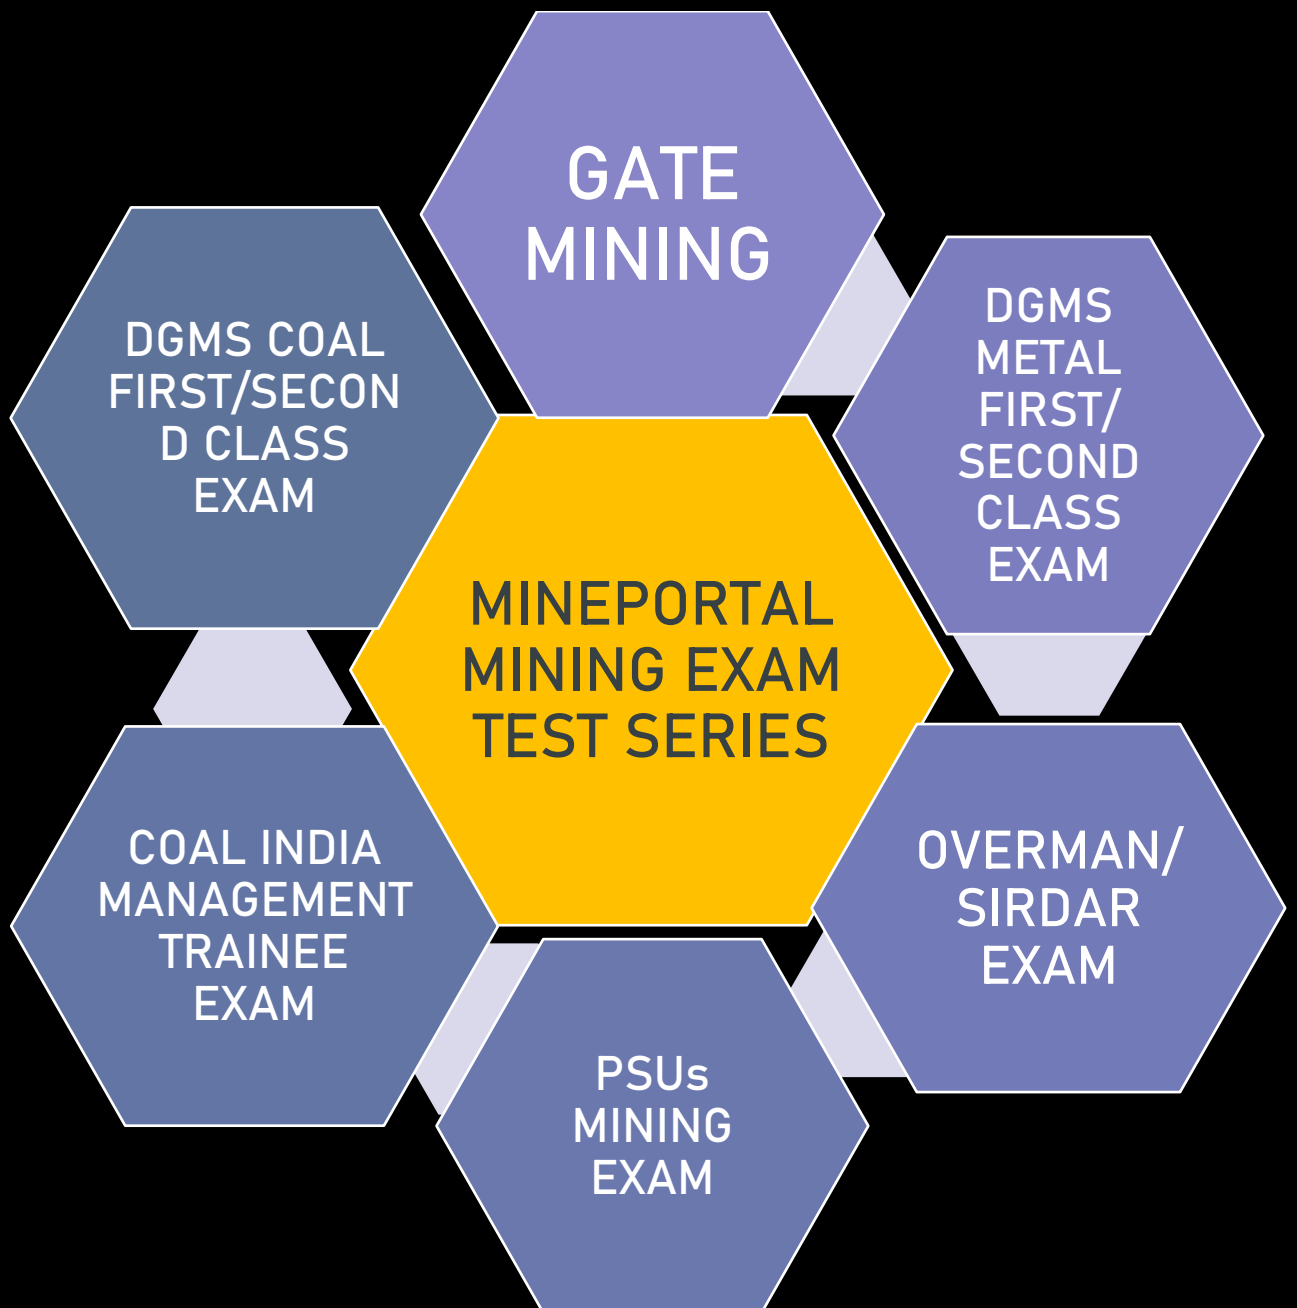 GATE
MINING
DGMS
METAL
FIRST/
SECOND
CLASS
EXAM
OVERMAN/
SIRDAR
EXAM
PSUs
MINING
EXAM
COAL INDIA
MANAGEMENT
TRAINEE
EXAM
DGMS COAL
FIRST/SECON
D CLASS
EXAM
MINEPORTAL
MINING EXAM
TEST SERIES